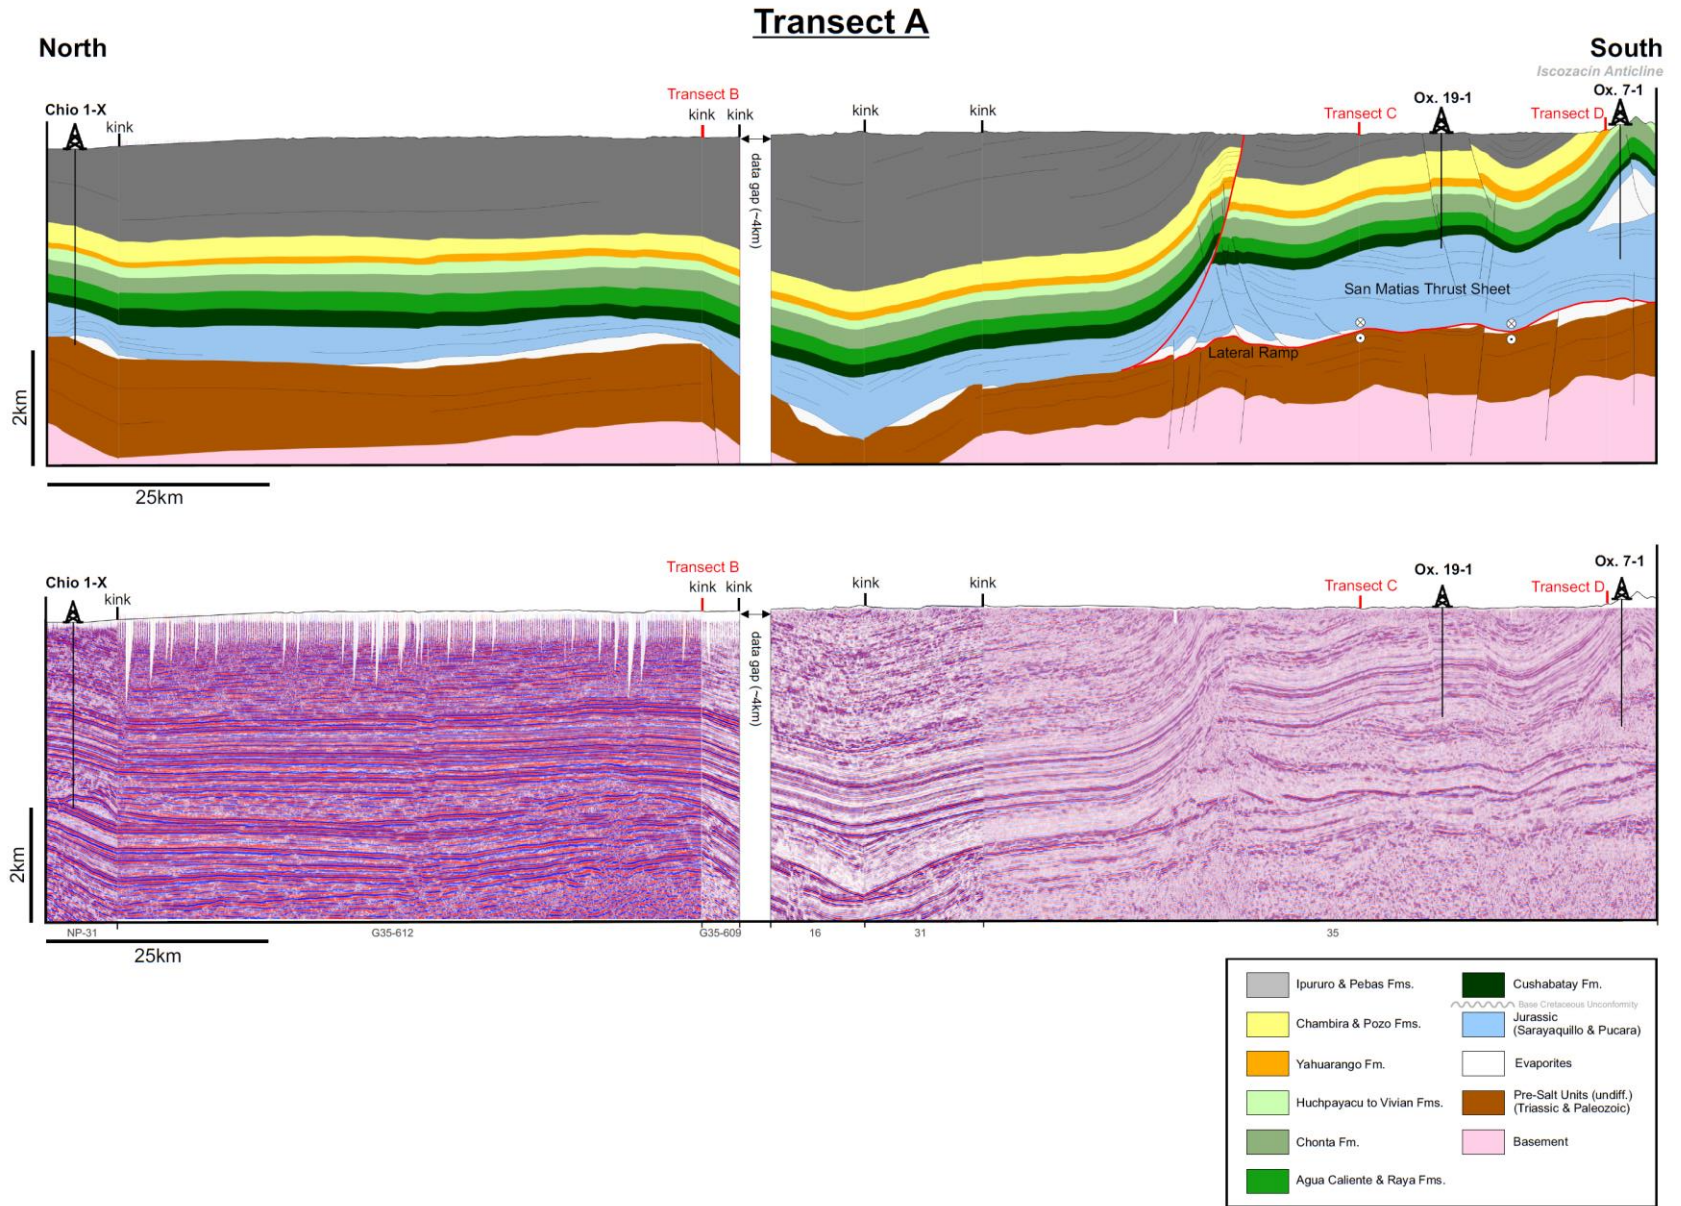 Transect A
North
South
Iscozacín Anticline
Chio 1-X
kink
Transect B
kink
kink
kink
kink
Transect C
Ox. 19-1
Transect D
Ox. 7-1
data gap (~4km)
San Matias Thrust Sheet
Lateral Ramp
2km
25km
Chio 1-X
kink
Transect B
kink
kink
kink
kink
Transect C
Ox. 19-1
Transect D
Ox. 7-1
data gap (~4km)
2km
NP-31
G35-612
G35-609
16
31
35
25km
Ipururo & Pebas Fms.
Chambira & Pozo Fms.
Yahuarango Fm.
Huchpayacu to Vivian Fms.
Chonta Fm.
Agua Caliente & Raya Fms.
Cushabatay Fm.
Base Cretaceous Unconformity
Jurassic
(Sarayaquillo & Pucara)
Evaporites
Pre-Salt Units (undiff.)
(Triassic & Paleozoic)
Basement